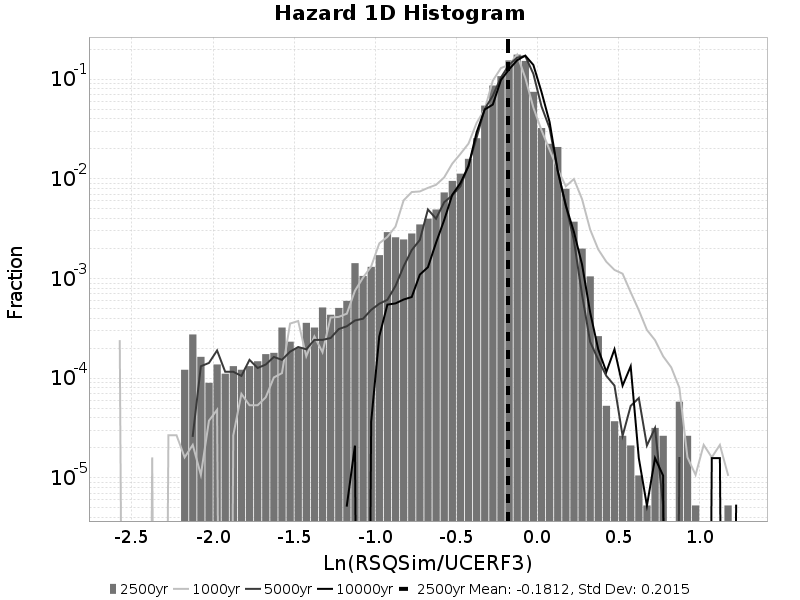 Hazard 1D Histogram
Fraction
10-1
10-2
10-3
10-4
10-5
-2.5 -2.0 -1.5 -1.0 -0.5 0.0 0.5 1.0
Ln(RSQSim/UCERF3)
2500yr 1000yr 5000yr 10000yr 2500yr Mean: -0.1812, Std Dev: 0.2015